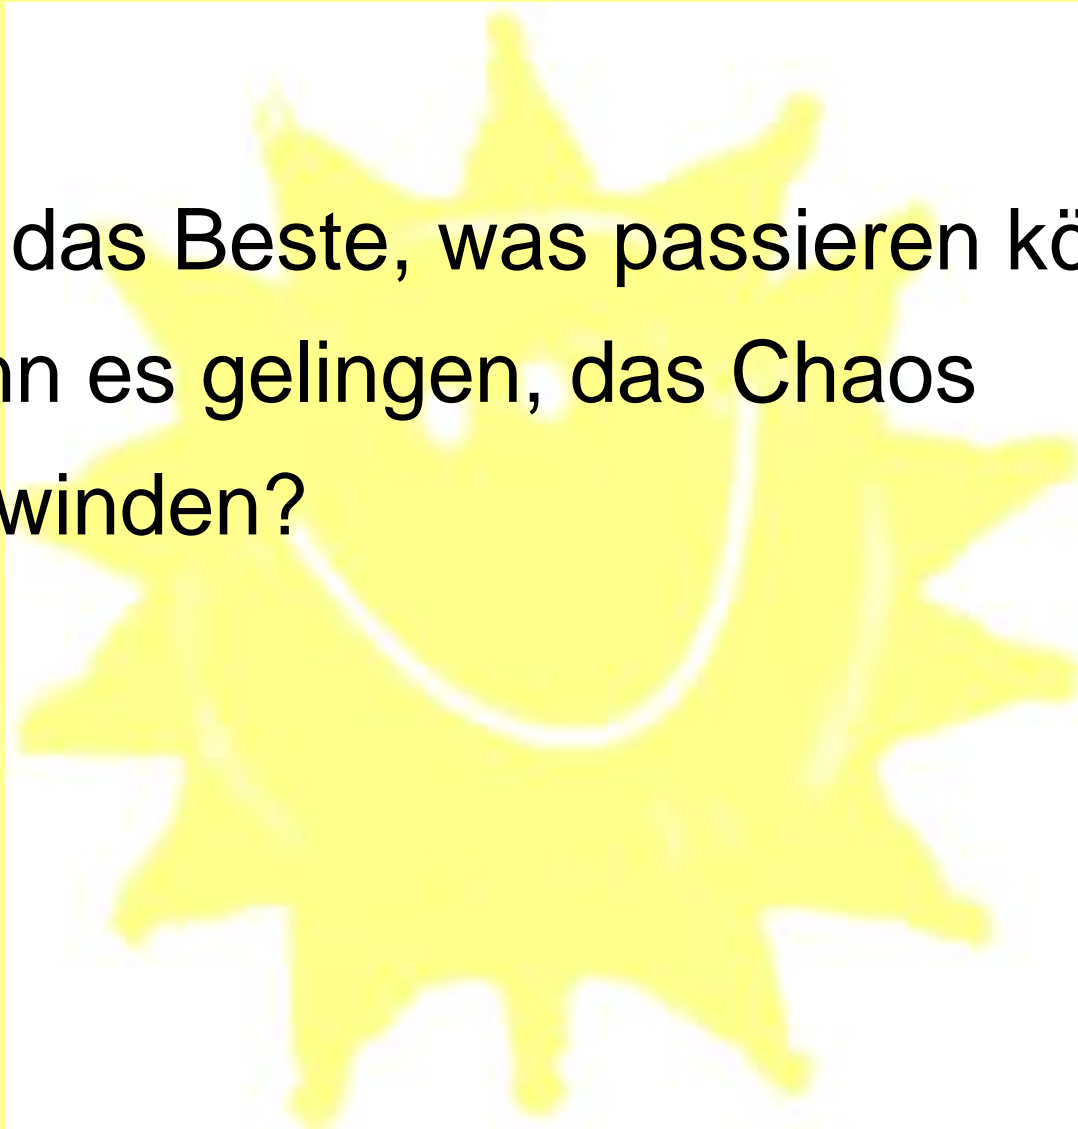 das Beste, was passieren kö
nn es gelingen, das Chaos
winden?